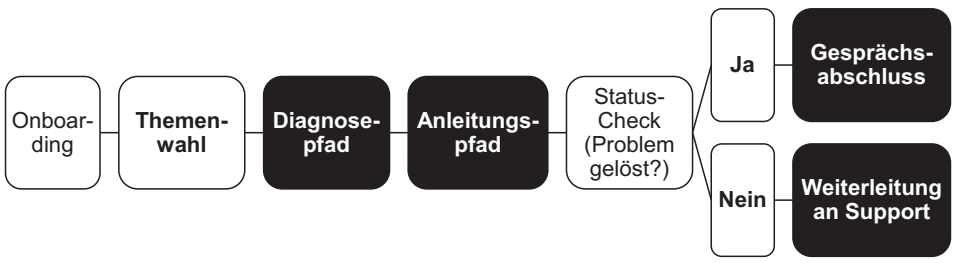 Onboar-
ding
Themen-
wahl
Diagnose-
pfad
Anleitungs-
pfad
Status-
Check
(Problem
gelöst?)
Ja
Gesprächs-
abschluss
Nein
Weiterleitung
an Support